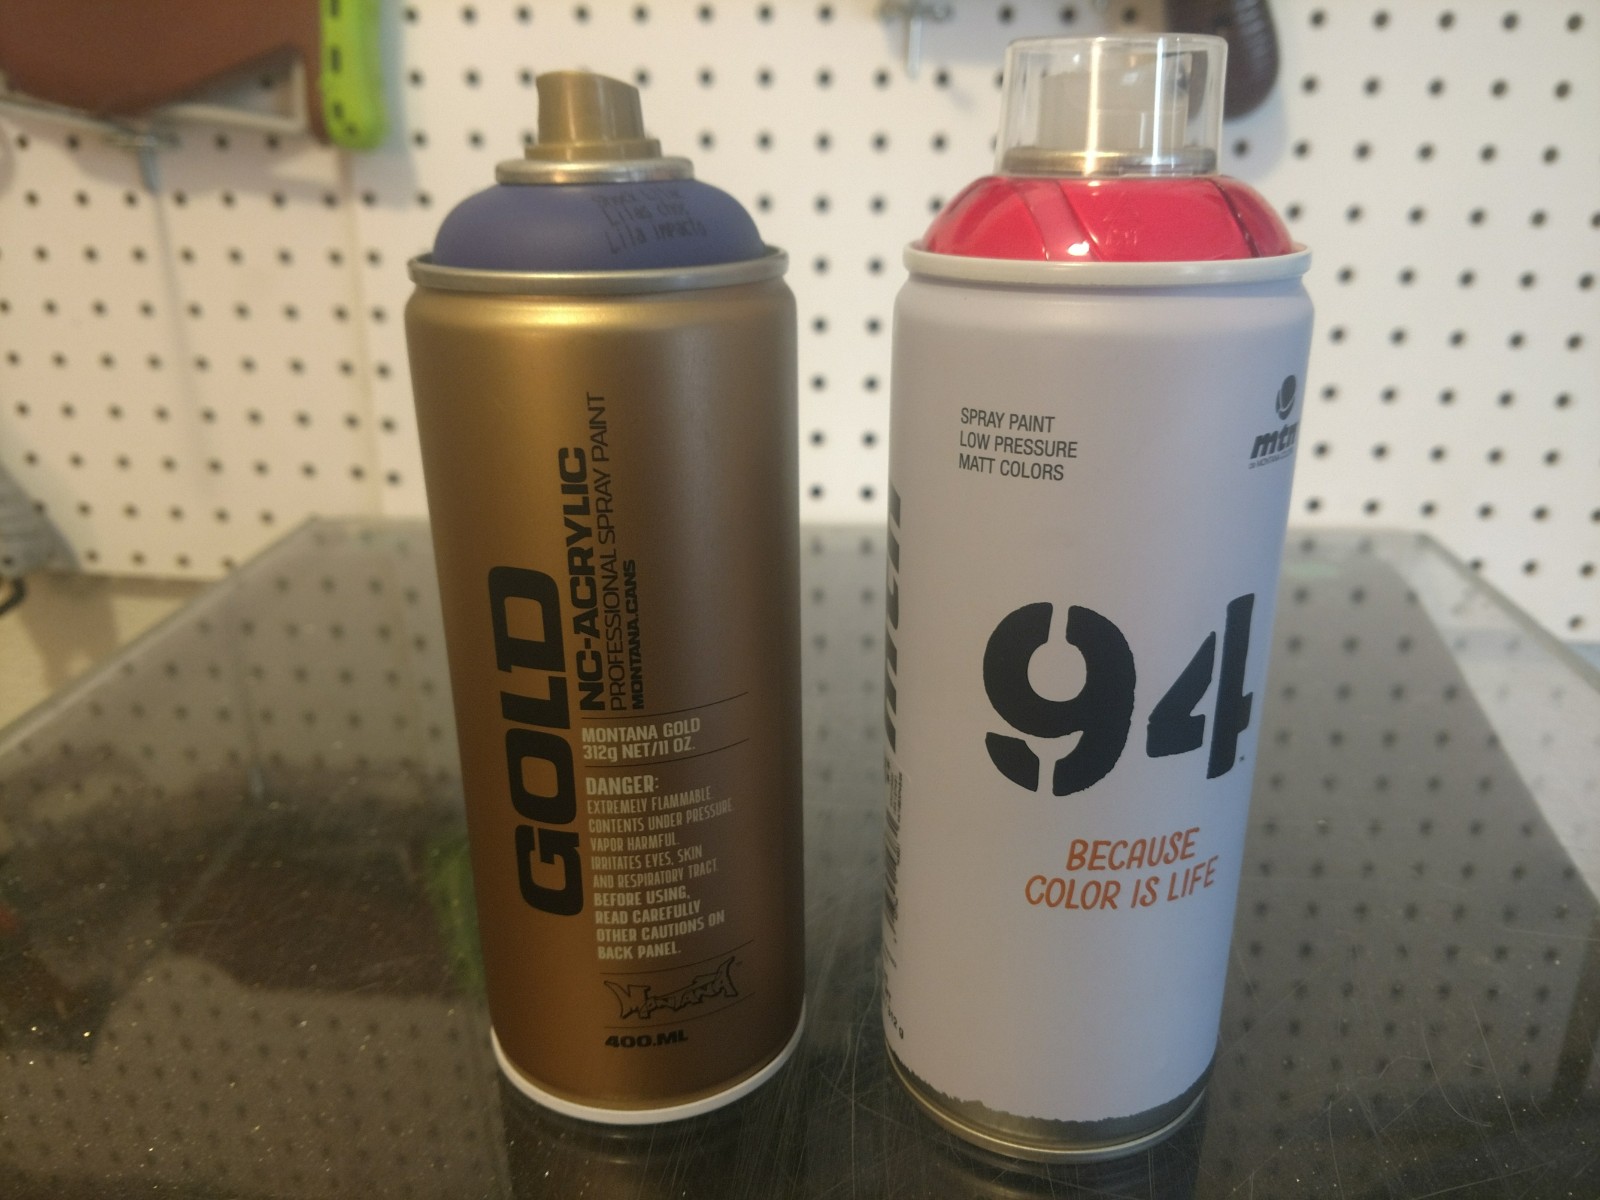 Lila
GOLD
NC-ACRYLIC
PROFESSIONAL SPRAY PAINT
MONTANA.CANS
MONTANA GOLD
312g NET/11 OZ.
DANGER:
EXTREMELY FLAMMABLE.
CONTENTS UNDER PRESSURE
VAPOR HARMFUL.
IRRITATES EYES, SKIN
AND RESPIRATORY TRACT.
BEFORE USING,
READ CAREFULLY
OTHER CAUTIONS ON
BACK PANEL.
MONTANA
400.ML
SPRAY PAINT
LOW PRESSURE
MATT COLORS
mtn
94
BECAUSE
COLOR IS LIFE